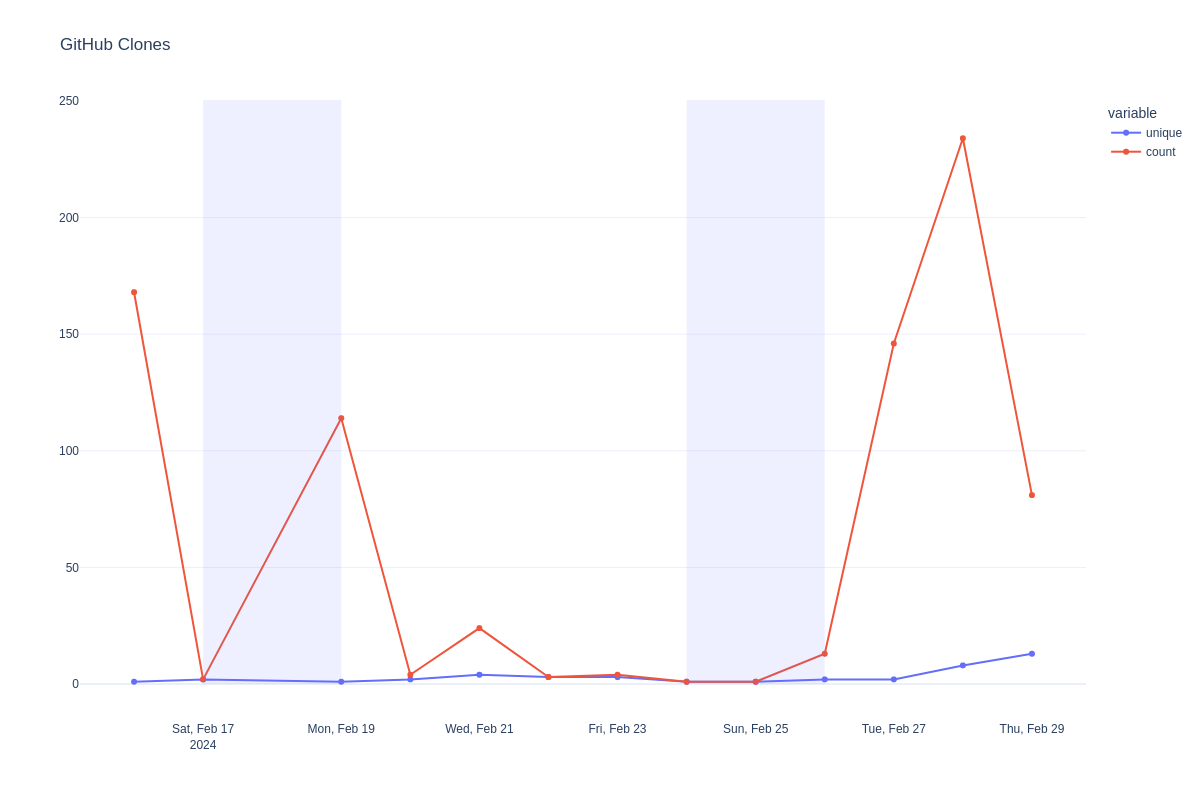 GitHub Clones
250
200
150
100
50
0
Sat, Feb 17
2024
Mon, Feb 19
Wed, Feb 21
Fri, Feb 23
Sun, Feb 25
Tue, Feb 27
Thu, Feb 29
variable
unique
count